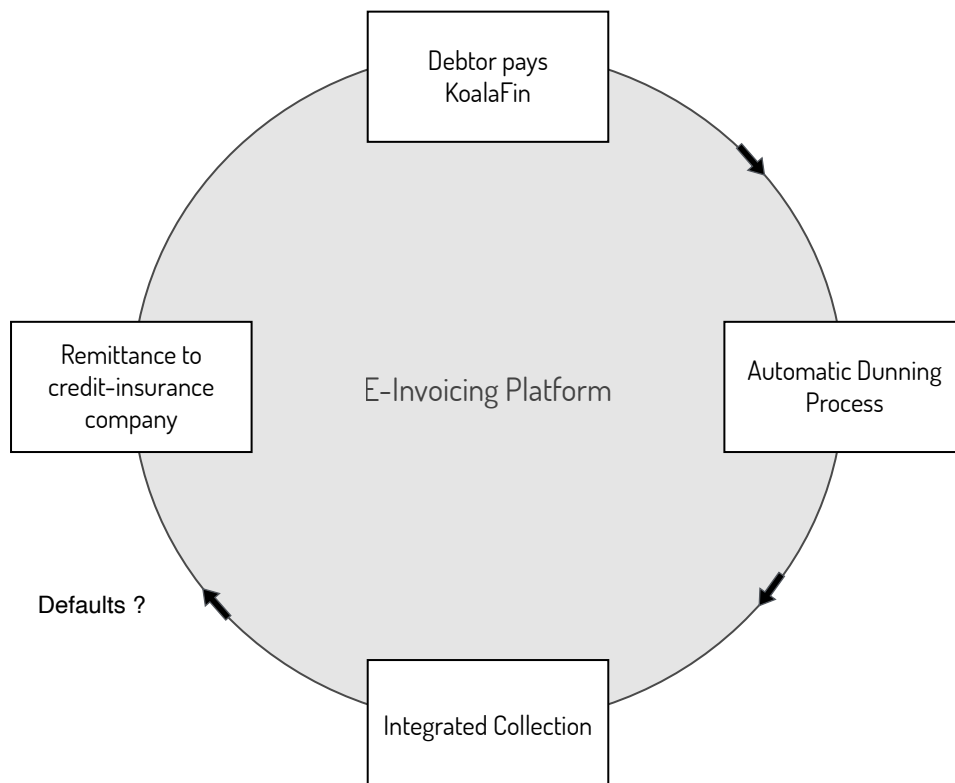 Debtor pays
KoalaFin
Remittance to
credit-insurance
company
E-Invoicing Platform
Automatic Dunning
Process
Defaults ?
Integrated Collection